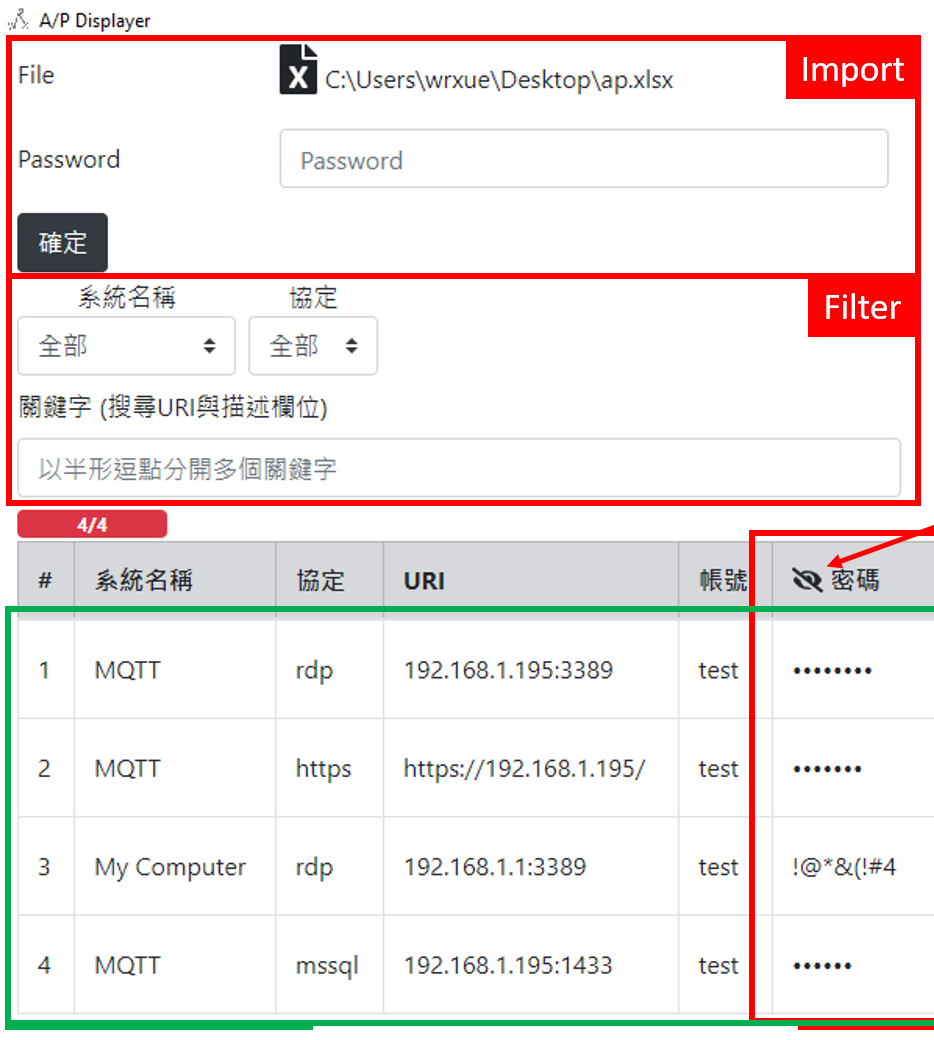 A/P Displayer
File C:\Users\wrxue\Desktop\ap.xlsx Import
Password Password
確定
系統名稱 協定 Filter
全部 全部
關鍵字 (搜尋URI與描述欄位)
以半形逗點分開多個關鍵字
4/4
# 系統名稱 協定 URI 帳號 密碼
1 MQTT rdp 192.168.1.195:3389 test ••••••••
2 MQTT https https://192.168.1.195/ test •••••••
3 My Computer rdp 192.168.1.1:3389 test !@*&(!#4
4 MQTT mssql 192.168.1.195:1433 test ••••••